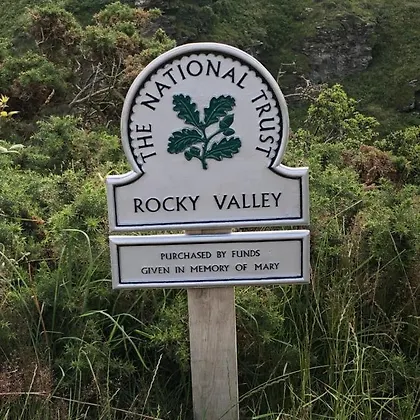 THE NATIONAL TRUST
ROCKY VALLEY
PURCHASED BY FUNDS
GIVEN IN MEMORY OF MARY